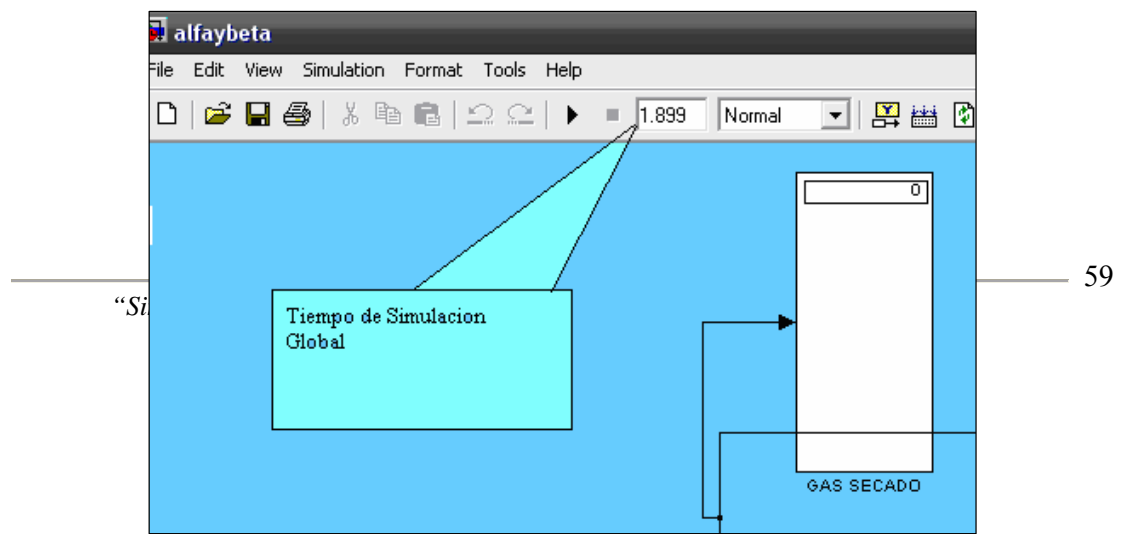 alfaybeta
File Edit View Simulation Format Tools Help
1.899 Normal
0
59
Tiempo de Simulacion
Global
GAS SECADO